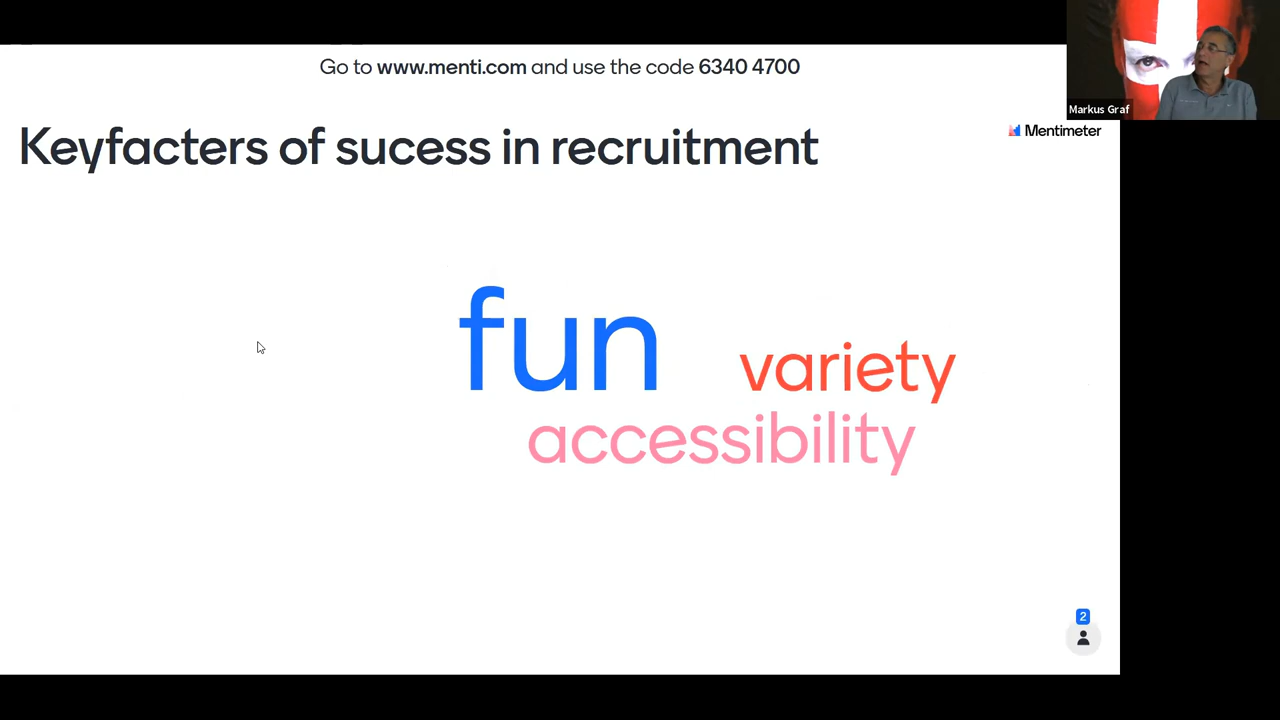 Go to www.menti.com and use the code 6340 4700
Markus Graf
Mentimeter
Keyfacters of sucess in recruitment
fun
variety
accessibility
2